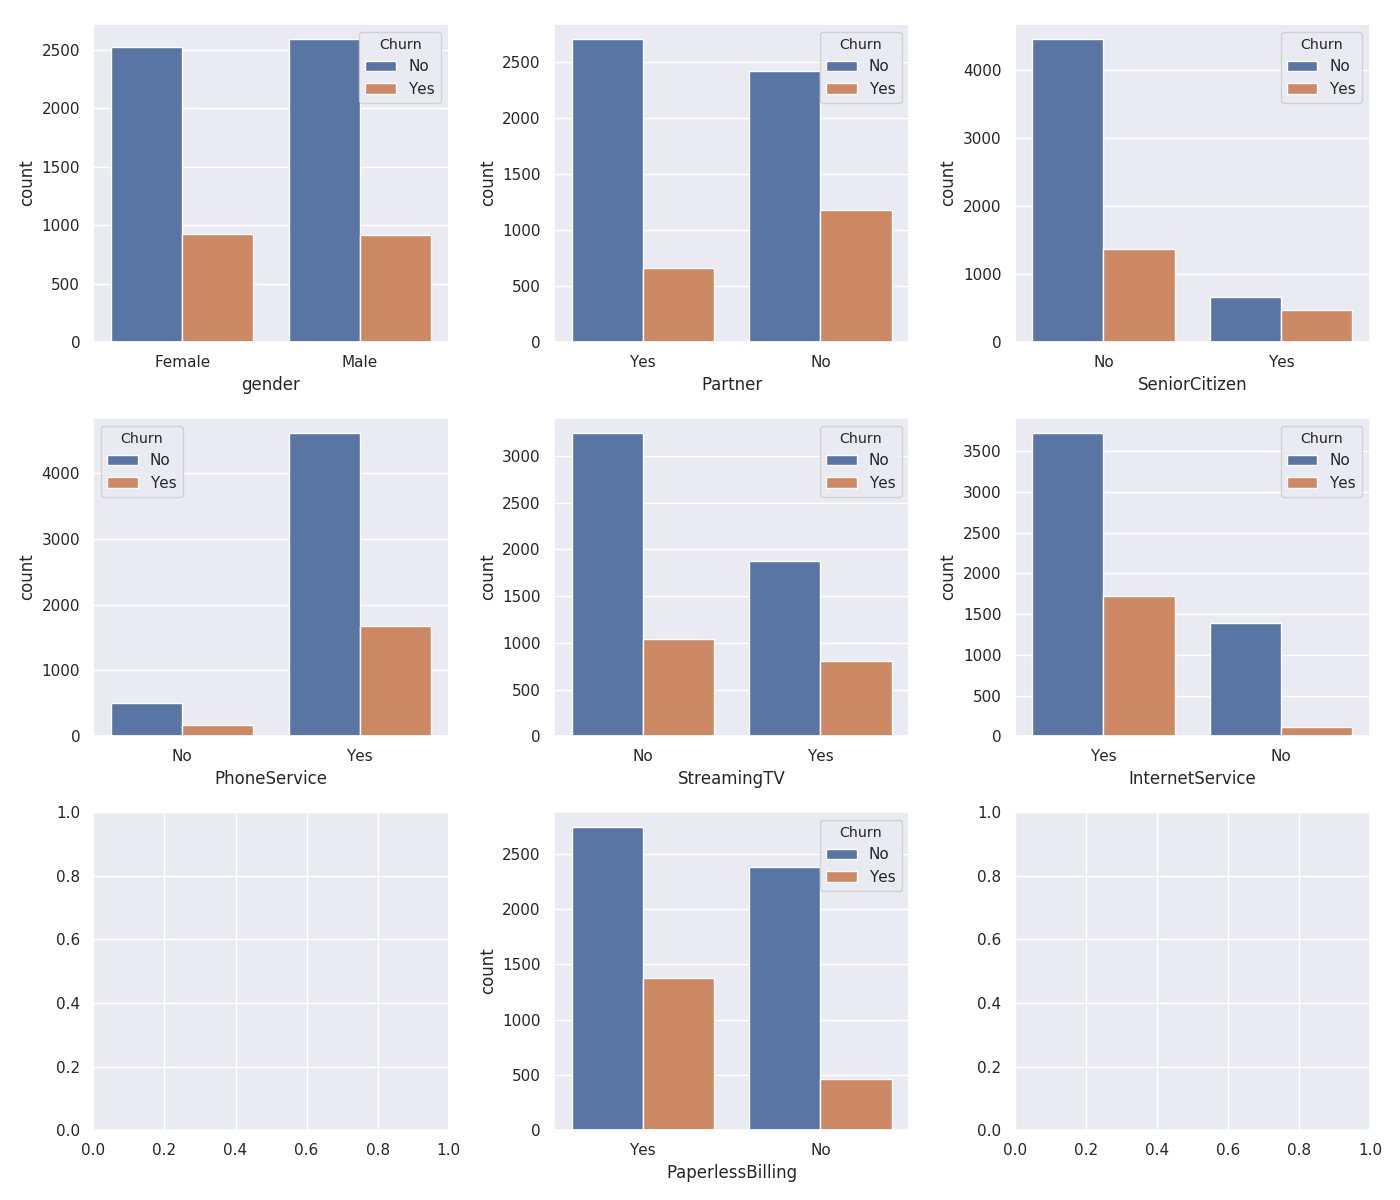 2500
2000
1500
1000
500
0
count
Churn
No
Yes
Female Male
gender
2500
2000
1500
1000
500
0
count
Churn
No
Yes
Yes No
Partner
4000
3000
2000
1000
0
count
Churn
No
Yes
No Yes
SeniorCitizen
4000
3000
2000
1000
0
count
Churn
No
Yes
No Yes
PhoneService
3000
2500
2000
1500
1000
500
0
count
Churn
No
Yes
No Yes
StreamingTV
3500
3000
2500
2000
1500
1000
500
0
count
Churn
No
Yes
Yes No
InternetService
1.0
0.8
0.6
0.4
0.2
0.0
0.0 0.2 0.4 0.6 0.8 1.0
2500
2000
1500
1000
500
0
count
Churn
No
Yes
Yes No
PaperlessBilling
1.0
0.8
0.6
0.4
0.2
0.0
0.0 0.2 0.4 0.6 0.8 1.0